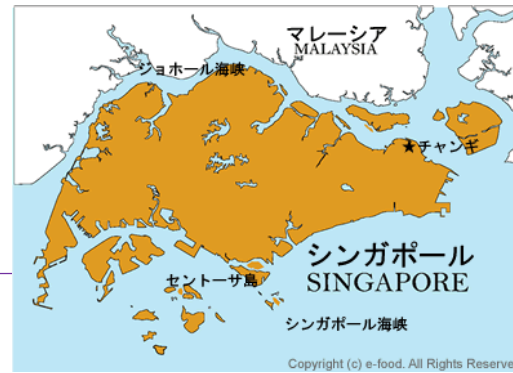 マレーシア
MALAYSIA
ジョホール海峡
★チャンギ
シンガポール
SINGAPORE
セントーサ島
シンガポール海峡
Copyright (c) e-food. All Rights Reserve